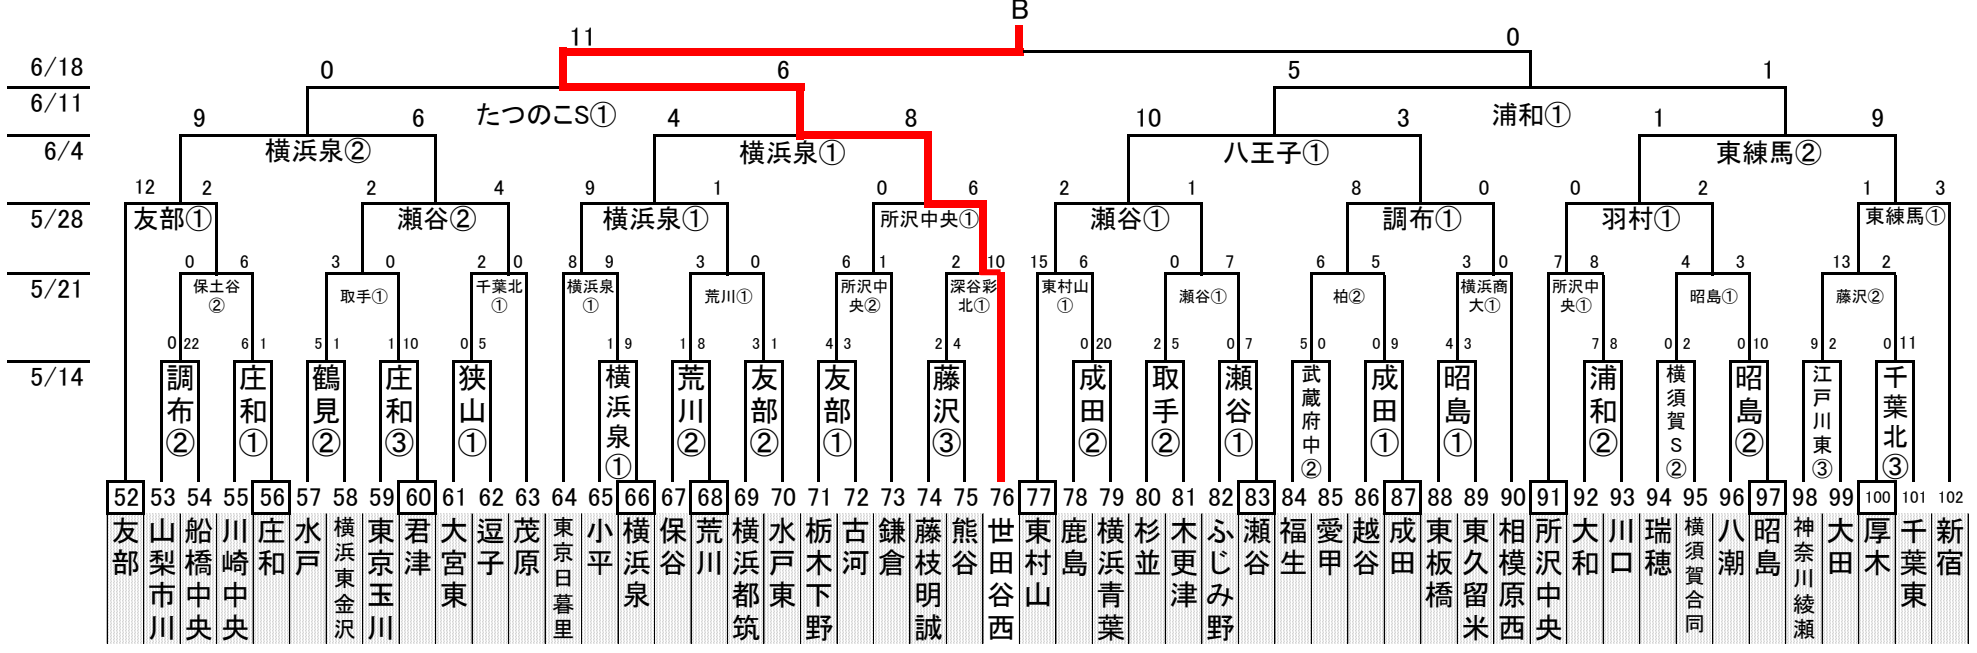 B
11 0
6/18 0 6 5 1
6/11 たつのこS① 浦和①
9 6 4 8 10 3 1 9
6/4 横浜泉② 横浜泉① 八王子① 東練馬②
12 2 2 4 9 1 0 6 2 1 8 0 0 2 1 3
5/28 友部① 瀬谷② 横浜泉① 所沢中央① 瀬谷① 調布① 羽村① 東練馬①
0 6 3 0 2 0 8 9 3 0 6 1 2 10 15 6 0 7 6 5 3 0 7 8 4 3 13 2
5/21 保土谷② 取手① 千葉北① 横浜泉① 荒川① 所沢中央② 深谷彩北① 東村山① 瀬谷① 柏② 横浜商大① 所沢中央① 昭島① 藤沢②
0 22 6 1 5 1 1 10 0 5 1 9 1 8 3 1 4 3 2 4 0 20 2 5 0 7 5 0 0 9 4 3 7 8 0 2 0 10 9 2 0 11
5/14 調布② 庄和① 鶴見② 庄和③ 狭山① 横浜泉① 荒川② 友部② 友部① 藤沢③ 成田② 取手② 瀬谷① 武蔵府中② 成田① 昭島① 浦和② 横須賀S② 昭島② 江戸川東③ 千葉北③
52 53 54 55 56 57 58 59 60 61 62 63 64 65 66 67 68 69 70 71 72 73 74 75 76 77 78 79 80 81 82 83 84 85 86 87 88 89 90 91 92 93 94 95 96 97 98 99 100 101 102
友部 山梨市川 船橋中央 川崎中央 庄和 水戸 横浜東金沢 東京玉川 君津 大宮東 逗子 茂原 東京日暮里 小平 横浜泉 保谷 荒川 横浜都筑 水戸東 栃木下野 古河 鎌倉 藤枝明誠 熊谷 世田谷西 東村山 鹿島 横浜青葉 杉並 木更津 ふじみ野 瀬谷 福生 愛甲 越谷 成田 東板橋 東久留米 相模原西 所沢中央 大和 川口 瑞穂 横須賀合同 八潮 昭島 神奈川綾瀬 大田 厚木 千葉東 新宿